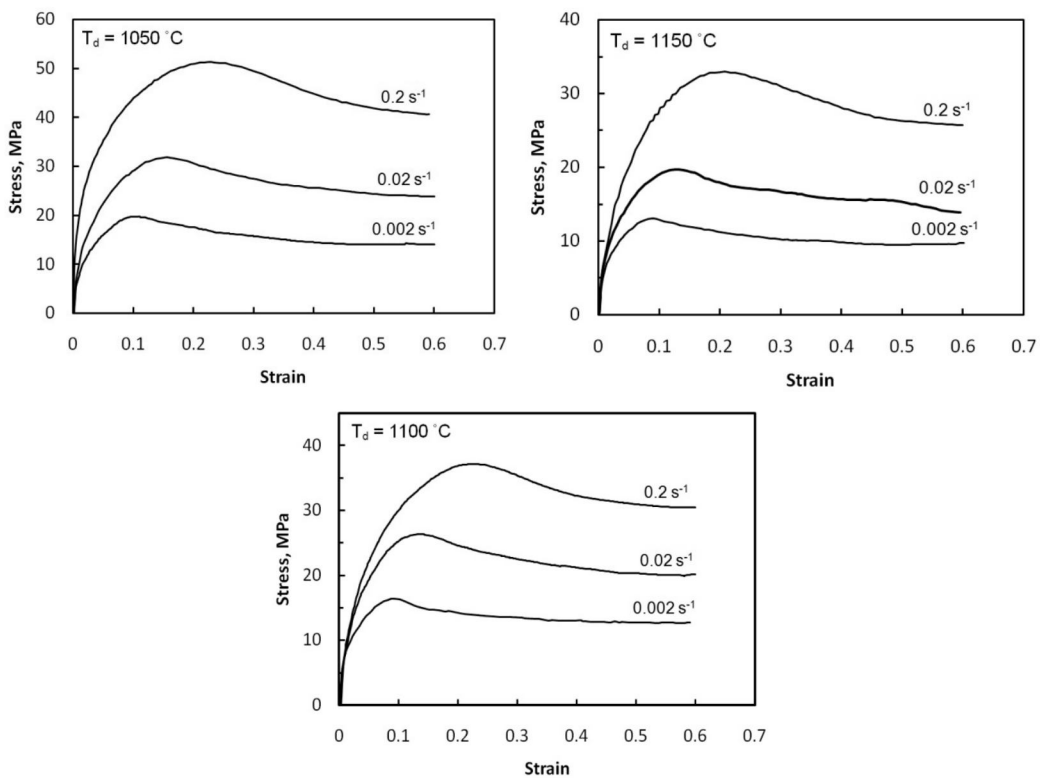 T_d = 1050 °C
60
50
40
30
20
10
0
Stress, MPa
0.2 s⁻¹
0.02 s⁻¹
0.002 s⁻¹
0 0.1 0.2 0.3 0.4 0.5 0.6 0.7
Strain
T_d = 1150 °C
40
30
20
10
0
Stress, MPa
0.2 s⁻¹
0.02 s⁻¹
0.002 s⁻¹
0 0.1 0.2 0.3 0.4 0.5 0.6 0.7
Strain
T_d = 1100 °C
40
30
20
10
0
Stress, MPa
0.2 s⁻¹
0.02 s⁻¹
0.002 s⁻¹
0 0.1 0.2 0.3 0.4 0.5 0.6 0.7
Strain